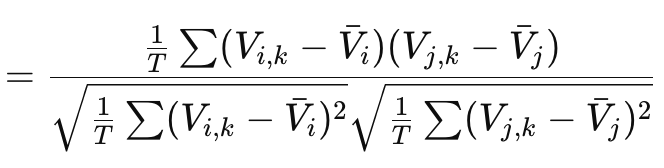 = \frac{\frac{1}{T} \sum (V_{i,k} - \bar{V}_i)(V_{j,k} - \bar{V}_j)}{\sqrt{\frac{1}{T} \sum (V_{i,k} - \bar{V}_i)^2} \sqrt{\frac{1}{T} \sum (V_{j,k} - \bar{V}_j)^2}}